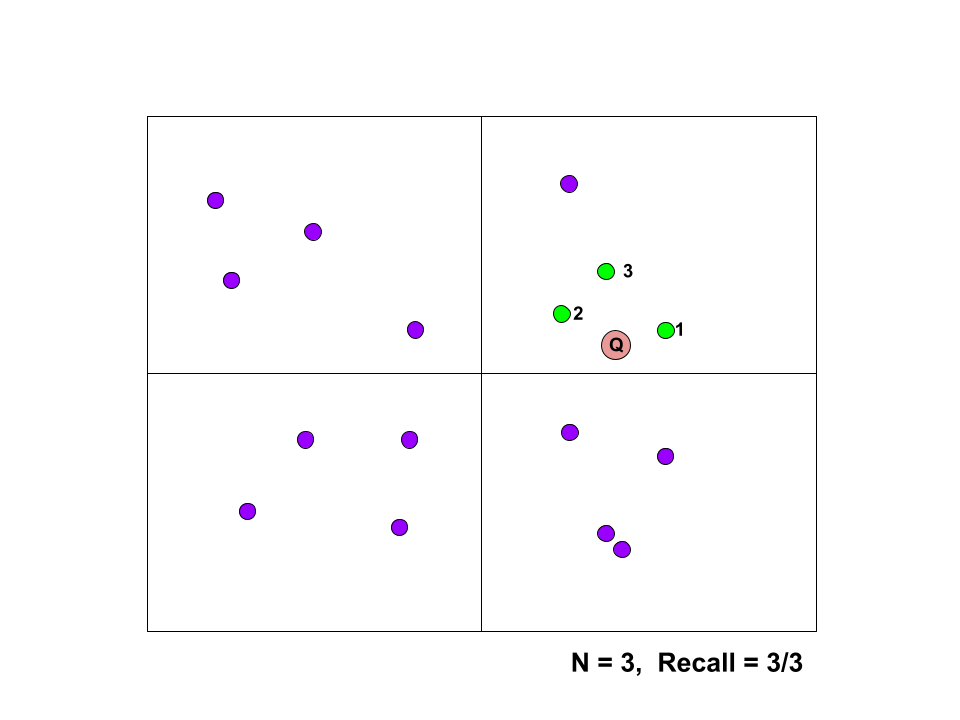 3
2
1
Q
N = 3, Recall = 3/3